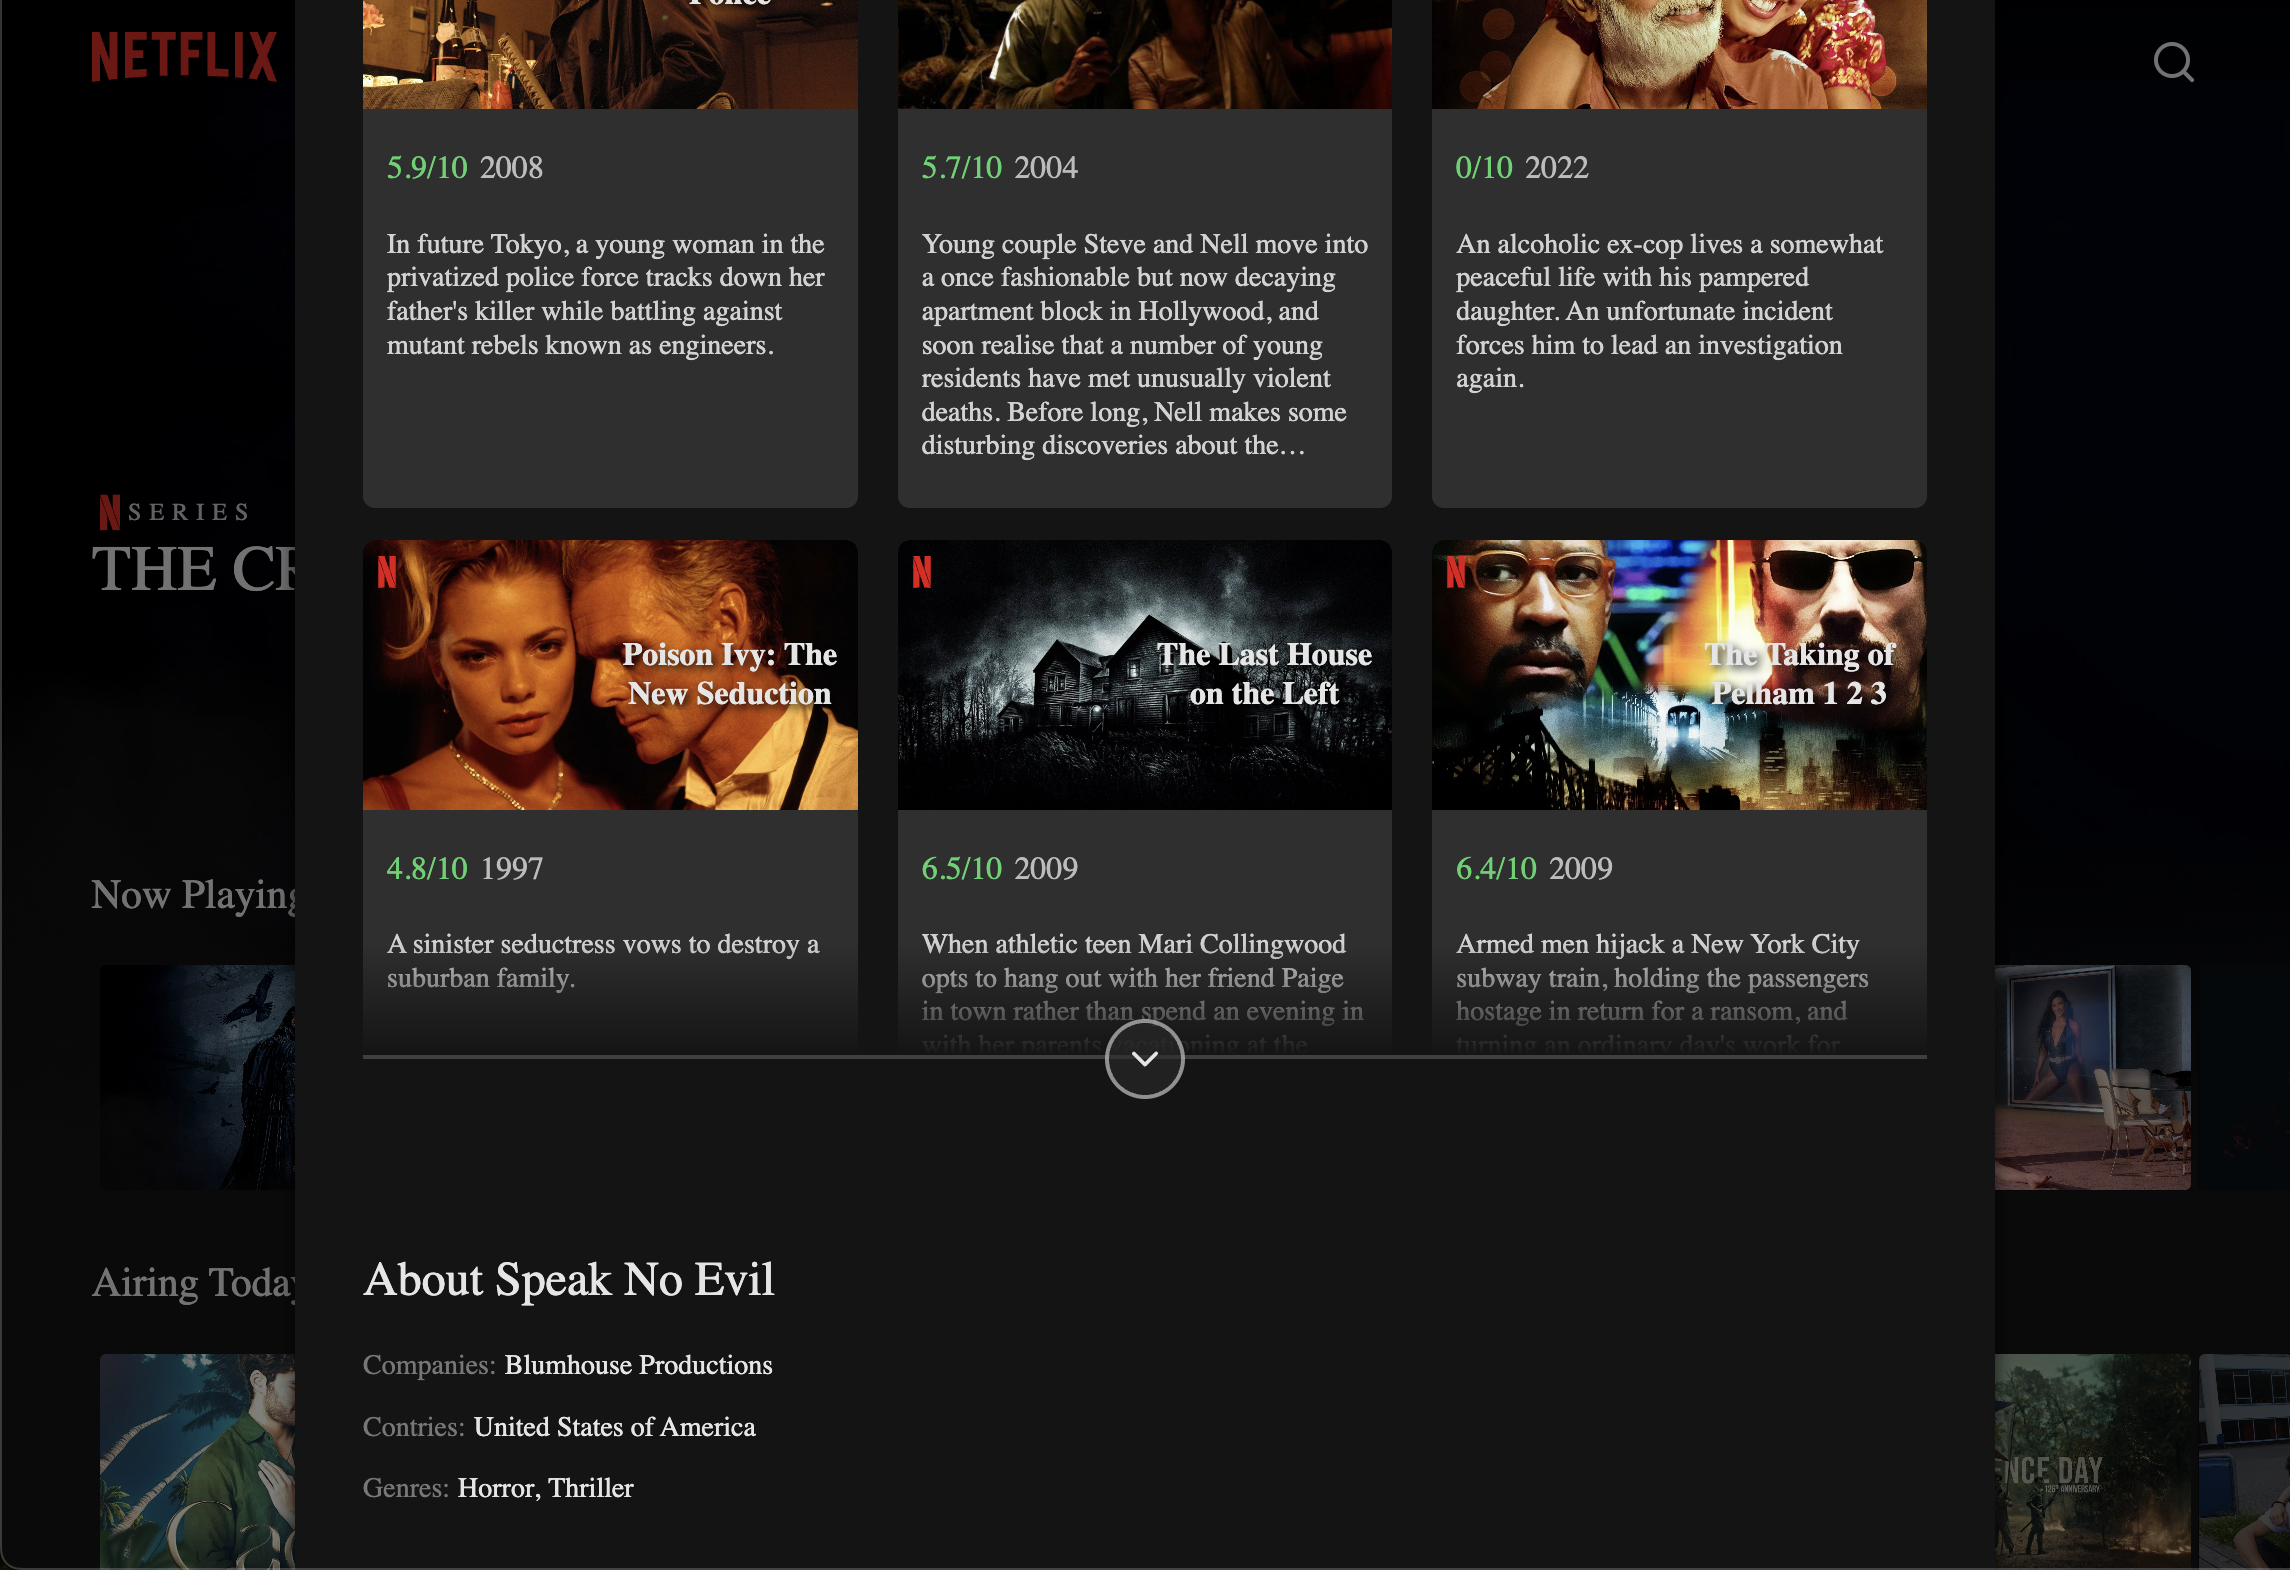 Police
NETFLIX
5.9/10 2008
In future Tokyo, a young woman in the
privatized police force tracks down her
father's killer while battling against
mutant rebels known as engineers.
5.7/10 2004
Young couple Steve and Nell move into
a once fashionable but now decaying
apartment block in Hollywood, and
soon realise that a number of young
residents have met unusually violent
deaths. Before long, Nell makes some
disturbing discoveries about the…
0/10 2022
An alcoholic ex-cop lives a somewhat
peaceful life with his pampered
daughter. An unfortunate incident
forces him to lead an investigation
again.
N SERIES
THE CR
N
Poison Ivy: The
New Seduction
4.8/10 1997
A sinister seductress vows to destroy a
suburban family.
N
The Last House
on the Left
6.5/10 2009
When athletic teen Mari Collingwood
opts to hang out with her friend Paige
in town rather than spend an evening in
with her parents vacationing at the
N
The Taking of
Pelham 1 2 3
6.4/10 2009
Armed men hijack a New York City
subway train, holding the passengers
hostage in return for a ransom, and
turning an ordinary day's work for
Now Playing
Airing Today
About Speak No Evil
Companies: Blumhouse Productions
Contries: United States of America
Genres: Horror, Thriller
Ca
NCE DAY